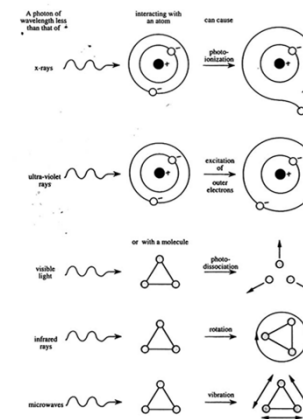 A photon of
wavelength less
than that of
interacting with
an atom
can cause
x-rays
photo-
ionization
ultra-violet
rays
excitation
of
outer
electrons
or with a molecule
visible
light
photo-
dissociation
infrared
rays
rotation
microwaves
vibration